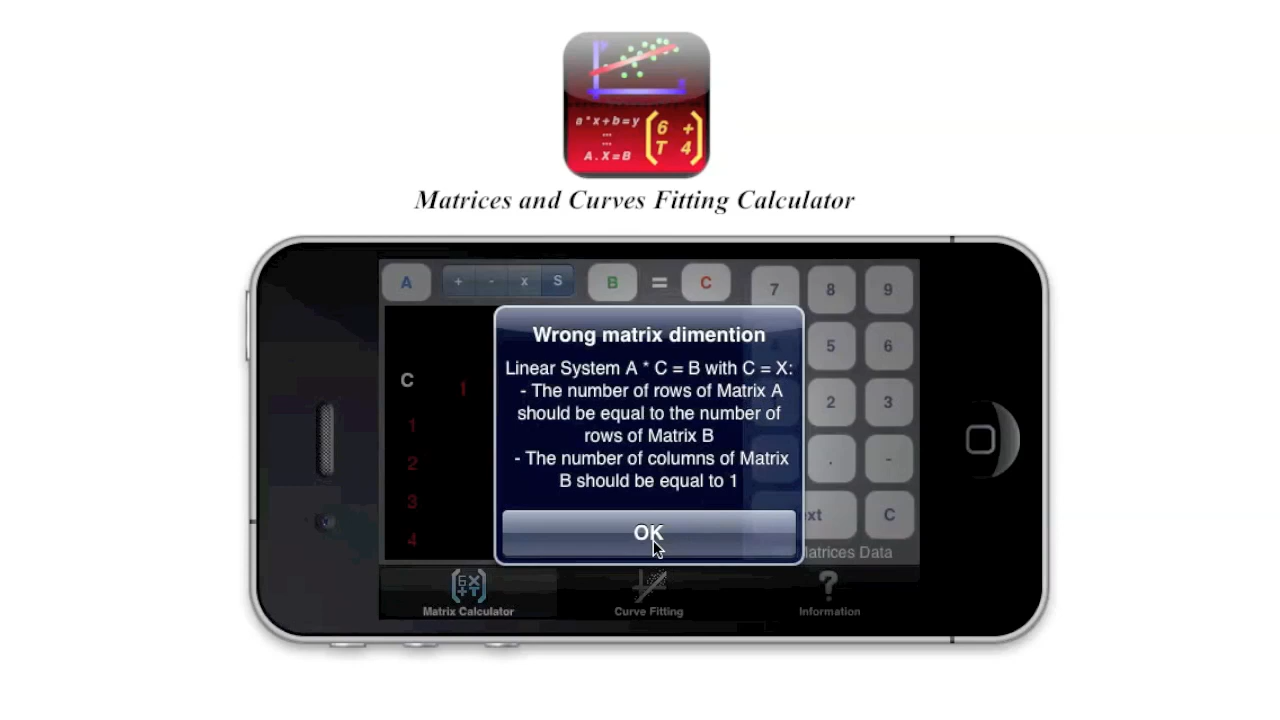 a*x+b=y
...
...
A.X=B
6 +
T 4
Matrices and Curves Fitting Calculator
A + - x S B = C 7 8 9
Wrong matrix dimention
Linear System A * C = B with C = X:
- The number of rows of Matrix A
should be equal to the number of
rows of Matrix B
- The number of columns of Matrix
B should be equal to 1
OK
C 1
1
2
3
4
5 6
2 3
. -
ext C
Matrices Data
Matrix Calculator Curve Fitting Information